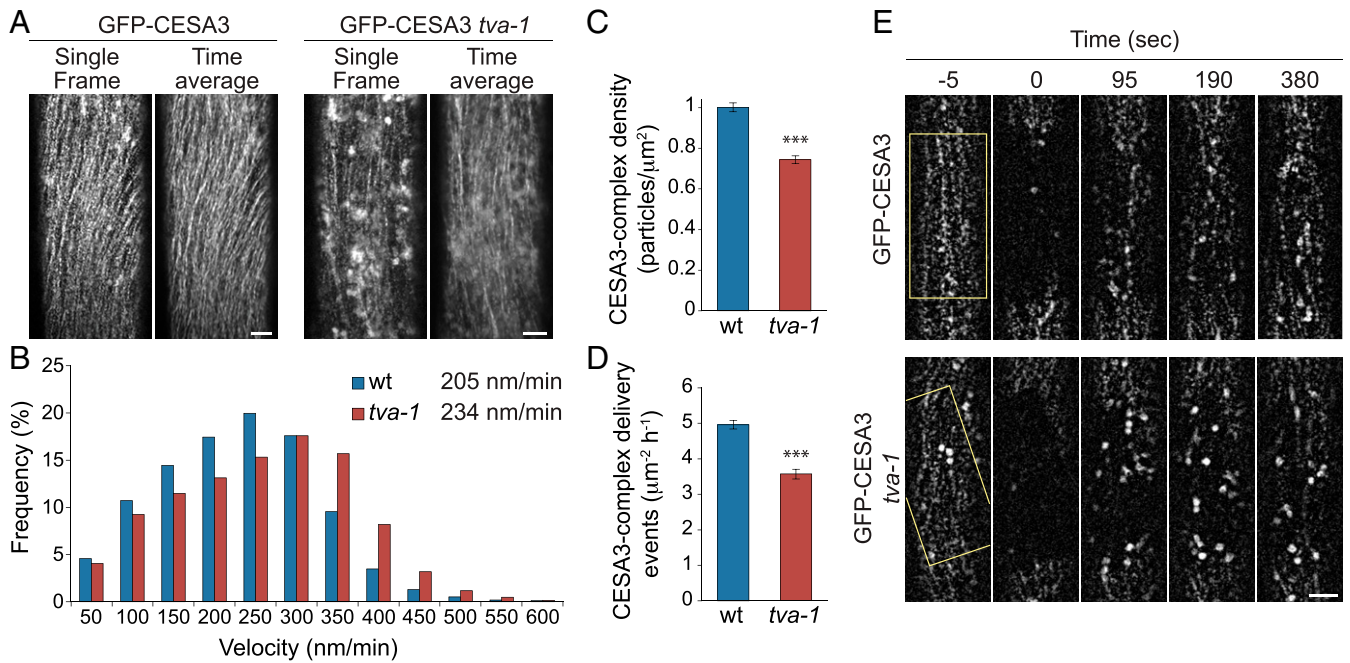 A
GFP-CESA3
GFP-CESA3 tva-1
Single
Frame
Time
average
Single
Frame
Time
average
B
Frequency (%)
25
20
15
10
5
0
wt 205 nm/min
tva-1 234 nm/min
50 100 150 200 250 300 350 400 450 500 550 600
Velocity (nm/min)
C
CESA3-complex density
(particles/μm²)
1
0.8
0.6
0.4
0.2
0
***
wt tva-1
D
CESA3-complex delivery
events (μm⁻² h⁻¹)
6
5
4
3
2
1
0
***
wt tva-1
E
Time (sec)
-5 0 95 190 380
GFP-CESA3
GFP-CESA3
tva-1